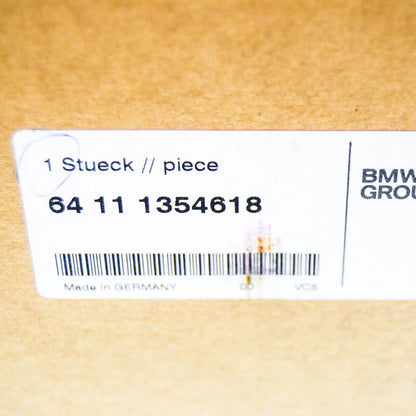 1 Stueck // piece
64 11 1354618
BMW
GROU
Made in GERMANY 00 VC5